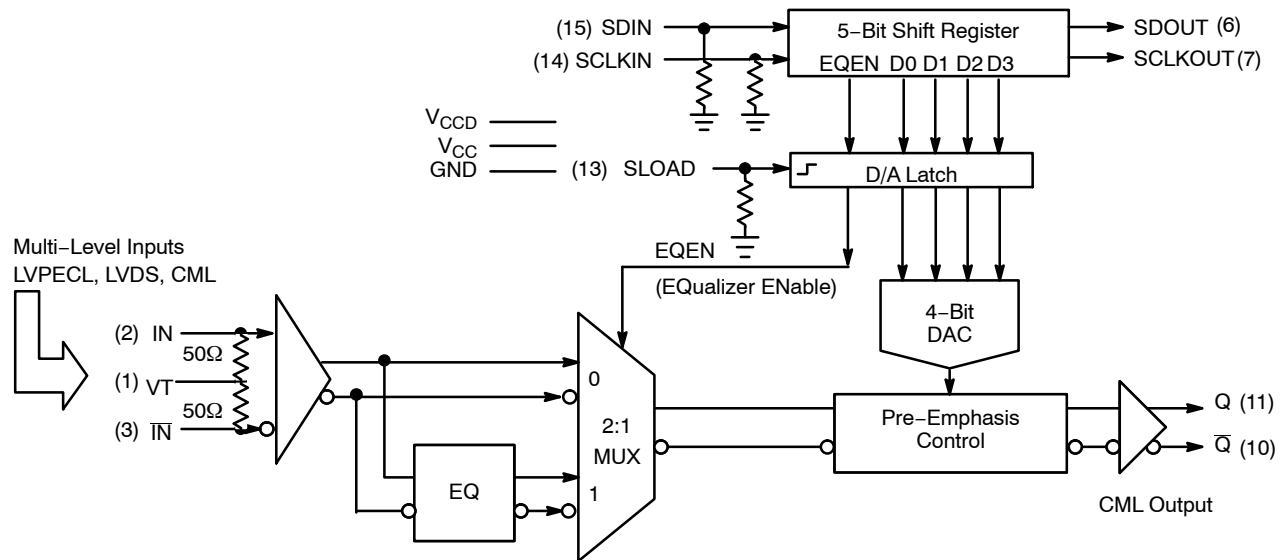 (15) SDIN
(14) SCLKIN
5−Bit Shift Register
EQEN D0 D1 D2 D3
SDOUT (6)
SCLKOUT (7)
VCCD
VCC
GND
(13) SLOAD
D/A Latch
Multi−Level Inputs
LVPECL, LVDS, CML
EQEN
(EQualizer ENable)
4−Bit
DAC
(2) IN
50Ω
(1) VT
50Ω
(3) I̅N̅
0
2:1
MUX
1
EQ
Pre−Emphasis
Control
Q (11)
Q̅ (10)
CML Output